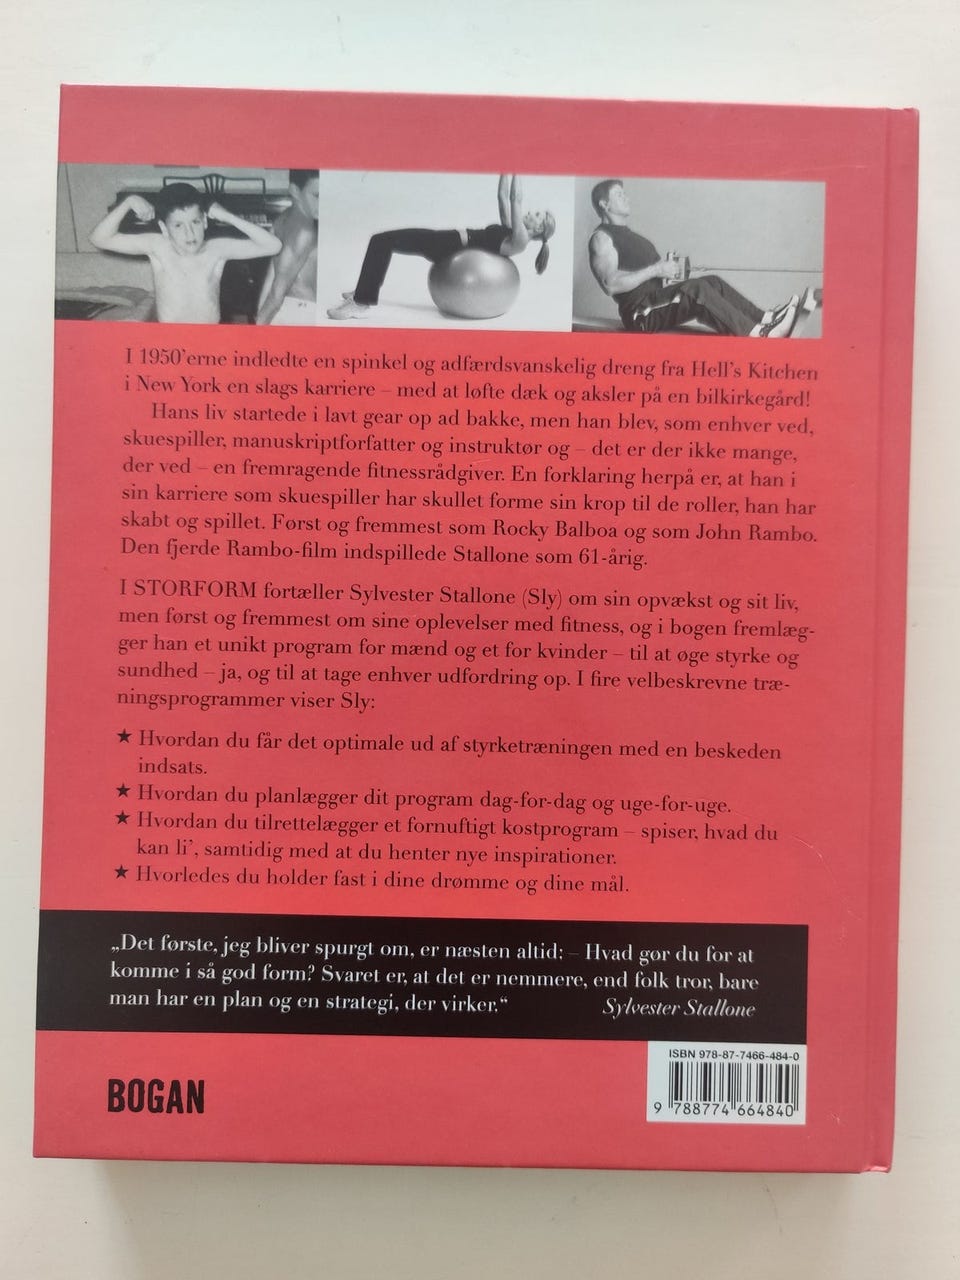 I 1950'erne indledte en spinkel og adfærdsvanskelig dreng fra Hell's Kitchen
i New York en slags karriere – med at løfte dæk og aksler på en bilkirkegård!
Hans liv startede i lavt gear op ad bakke, men han blev, som enhver ved,
skuespiller, manuskriptforfatter og instruktør og – det er der ikke mange,
der ved – en fremragende fitnessrådgiver. En forklaring herpå er, at han i
sin karriere som skuespiller har skullet forme sin krop til de roller, han har
skabt og spillet. Først og fremmest som Rocky Balboa og som John Rambo.
Den fjerde Rambo-film indspillede Stallone som 61-årig.
I STORFORM fortæller Sylvester Stallone (Sly) om sin opvækst og sit liv,
men først og fremmest om sine oplevelser med fitness, og i bogen fremlæg-
ger han et unikt program for mænd og et for kvinder – til at øge styrke og
sundhed – ja, og til at tage enhver udfordring op. I fire velbeskrevne træ-
ningsprogrammer viser Sly:
★ Hvordan du får det optimale ud af styrketræningen med en beskeden
indsats.
★ Hvordan du planlægger dit program dag-for-dag og uge-for-uge.
★ Hvordan du tilrettelægger et fornuftigt kostprogram – spiser, hvad du
kan li', samtidig med at du henter nye inspirationer.
★ Hvorledes du holder fast i dine drømme og dine mål.
„Det første, jeg bliver spurgt om, er næsten altid: – Hvad gør du for at
komme i så god form? Svaret er, at det er nemmere, end folk tror, bare
man har en plan og en strategi, der virker.“ Sylvester Stallone
ISBN 978-87-7466-484-0
9 788774 664840
BOGAN